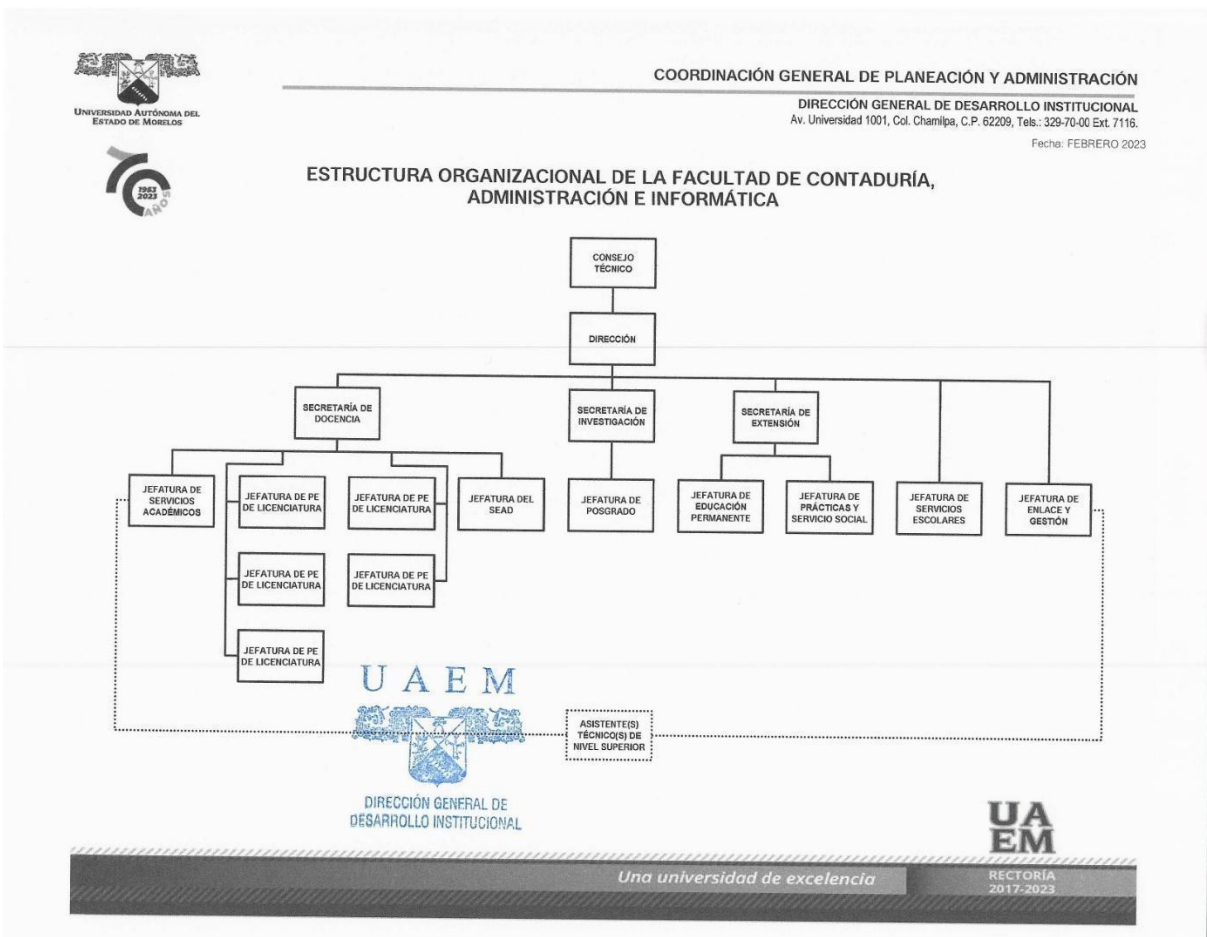 UNIVERSIDAD AUTÓNOMA DEL
ESTADO DE MORELOS
COORDINACIÓN GENERAL DE PLANEACIÓN Y ADMINISTRACIÓN
DIRECCIÓN GENERAL DE DESARROLLO INSTITUCIONAL
Av. Universidad 1001, Col. Chamilpa, C.P. 62209, Tels.: 329-70-00 Ext. 7116.
Fecha: FEBRERO 2023
70
1953
2023
AÑOS
ESTRUCTURA ORGANIZACIONAL DE LA FACULTAD DE CONTADURÍA,
ADMINISTRACIÓN E INFORMÁTICA
CONSEJO
TÉCNICO
DIRECCIÓN
SECRETARÍA DE
DOCENCIA
SECRETARÍA DE
INVESTIGACIÓN
SECRETARÍA DE
EXTENSIÓN
JEFATURA DE
SERVICIOS
ACADÉMICOS
JEFATURA DE PE
DE LICENCIATURA
JEFATURA DE PE
DE LICENCIATURA
JEFATURA DEL
SEAD
JEFATURA DE
POSGRADO
JEFATURA DE
EDUCACIÓN
PERMANENTE
JEFATURA DE
PRÁCTICAS Y
SERVICIO SOCIAL
JEFATURA DE
SERVICIOS
ESCOLARES
JEFATURA DE
ENLACE Y
GESTIÓN
JEFATURA DE PE
DE LICENCIATURA
JEFATURA DE PE
DE LICENCIATURA
JEFATURA DE PE
DE LICENCIATURA
UAEM
ASISTENTE(S)
TÉCNICO(S) DE
NIVEL SUPERIOR
DIRECCIÓN GENERAL DE
DESARROLLO INSTITUCIONAL
UA
EM
Una universidad de excelencia
RECTORÍA
2017-2023